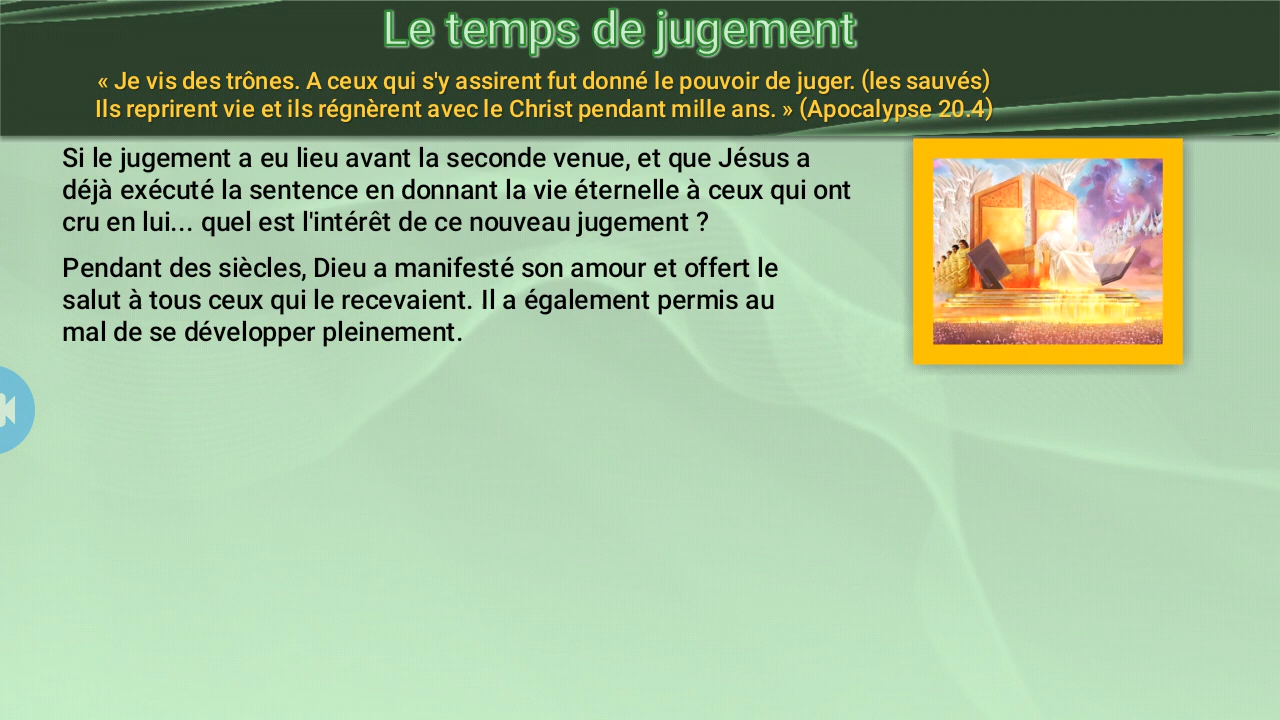 Le temps de jugement
« Je vis des trônes. A ceux qui s'y assirent fut donné le pouvoir de juger. (les sauvés)
Ils reprirent vie et ils régnèrent avec le Christ pendant mille ans. » (Apocalypse 20.4)
Si le jugement a eu lieu avant la seconde venue, et que Jésus a
déjà exécuté la sentence en donnant la vie éternelle à ceux qui ont
cru en lui... quel est l'intérêt de ce nouveau jugement ?
Pendant des siècles, Dieu a manifesté son amour et offert le
salut à tous ceux qui le recevaient. Il a également permis au
mal de se développer pleinement.